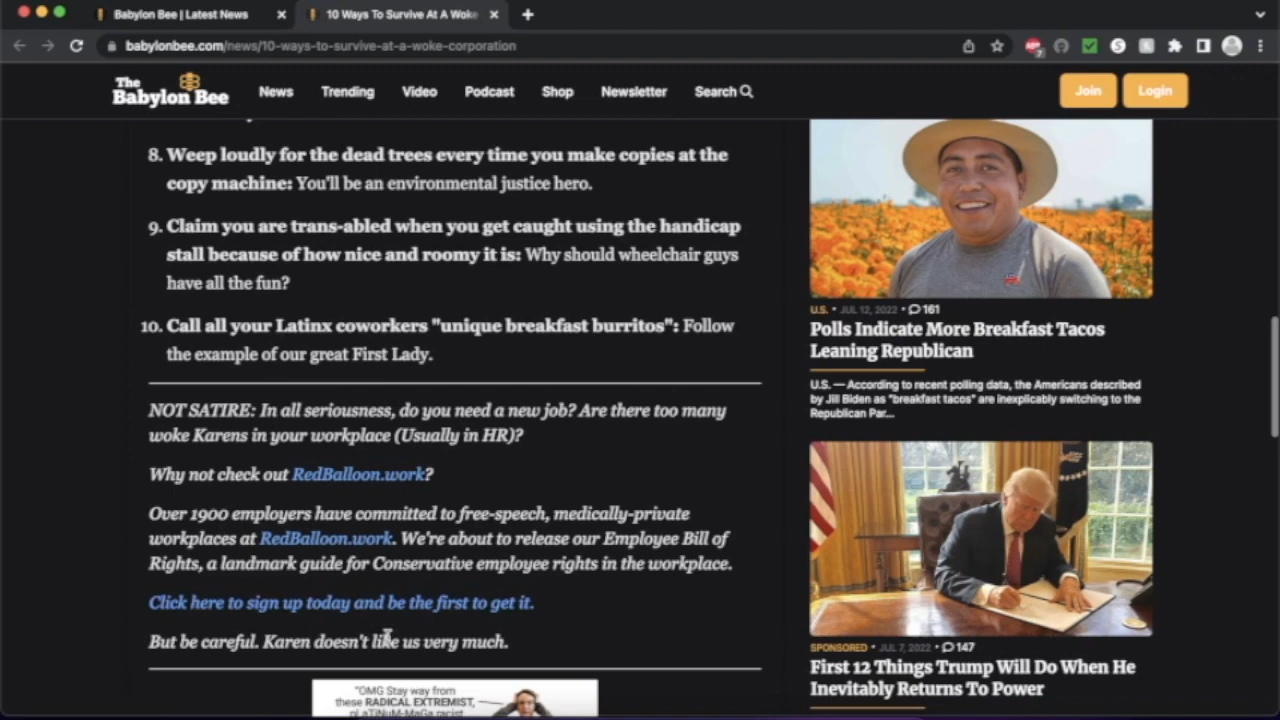 Babylon Bee | Latest News
10 Ways To Survive At A Woke
babylonbee.com/news/10-ways-to-survive-at-a-woke-corporation
7
The
Babylon Bee
News Trending Video Podcast Shop Newsletter Search
Join Login
8. Weep loudly for the dead trees every time you make copies at the
copy machine: You'll be an environmental justice hero.
9. Claim you are trans-abled when you get caught using the handicap
stall because of how nice and roomy it is: Why should wheelchair guys
have all the fun?
10. Call all your Latinx coworkers "unique breakfast burritos": Follow
the example of our great First Lady.
NOT SATIRE: In all seriousness, do you need a new job? Are there too many
woke Karens in your workplace (Usually in HR)?
Why not check out RedBalloon.work?
Over 1900 employers have committed to free-speech, medically-private
workplaces at RedBalloon.work. We're about to release our Employee Bill of
Rights, a landmark guide for Conservative employee rights in the workplace.
Click here to sign up today and be the first to get it.
But be careful. Karen doesn't like us very much.
"OMG Stay way from
these RADICAL EXTREMIST,
pLaTiNuM-MaGa racist
U.S. • JUL 12, 2022 • 161
Polls Indicate More Breakfast Tacos
Leaning Republican
U.S. — According to recent polling data, the Americans described
by Jill Biden as "breakfast tacos" are inexplicably switching to the
Republican Par...
SPONSORED • JUL 7, 2022 • 147
First 12 Things Trump Will Do When He
Inevitably Returns To Power